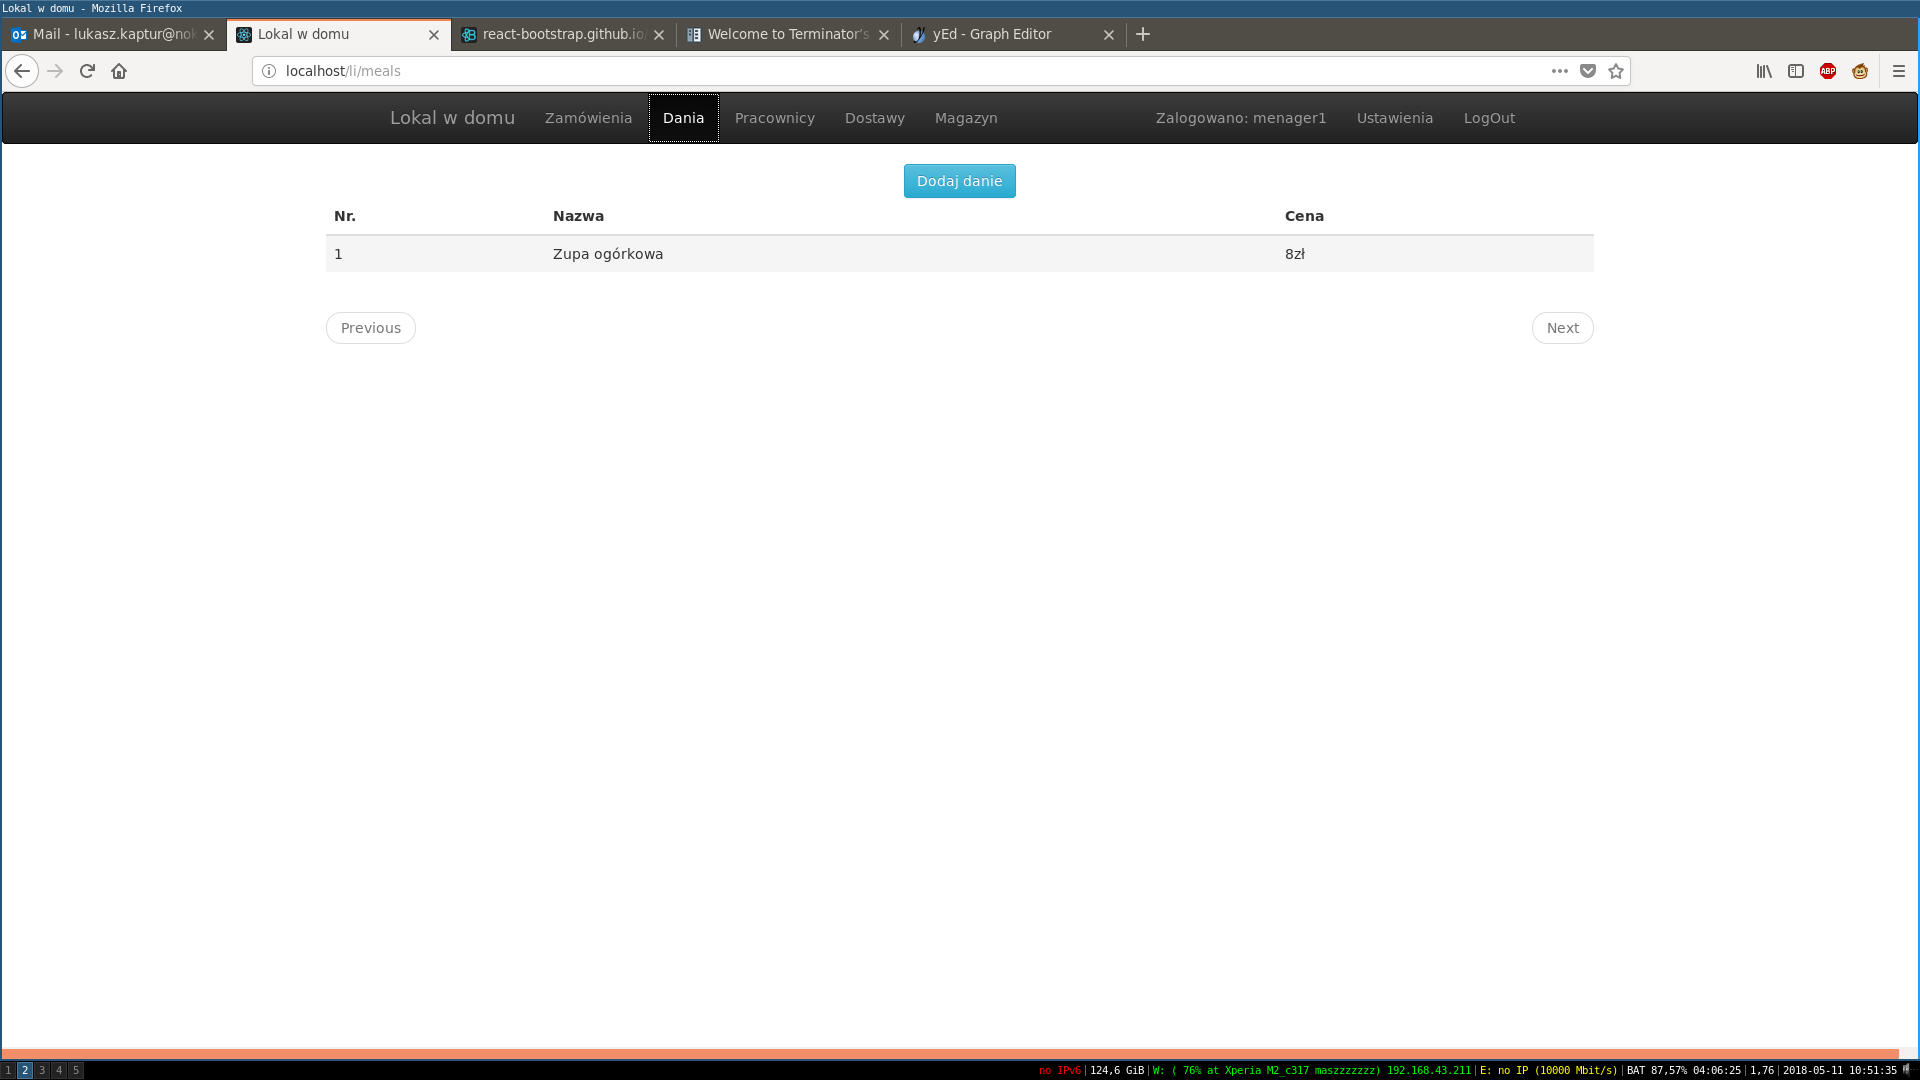 Lokal w domu - Mozilla Firefox
Mail - lukasz.kaptur@nok
Lokal w domu
react-bootstrap.github.io
Welcome to Terminator's
yEd - Graph Editor
localhost/li/meals
ABP
Lokal w domu
Zamówienia
Dania
Pracownicy
Dostawy
Magazyn
Zalogowano: menager1
Ustawienia
LogOut
Dodaj danie
Nr. Nazwa Cena
1 Zupa ogórkowa 8zł
Previous
Next
1 2 3 4 5
no IPv6|124,6 GiB|W: ( 76% at Xperia M2_c317 maszzzzzzz) 192.168.43.211|E: no IP (10000 Mbit/s)|BAT 87,57% 04:06:25|1,76|2018-05-11 10:51:35